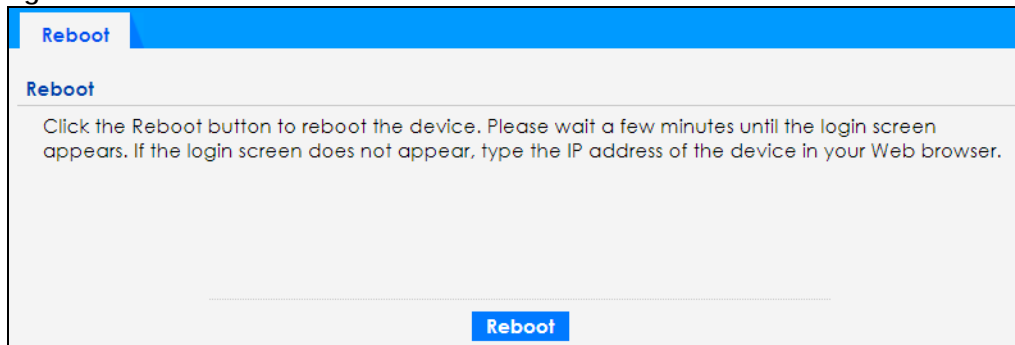 Reboot
Reboot
Click the Reboot button to reboot the device. Please wait a few minutes until the login screen
appears. If the login screen does not appear, type the IP address of the device in your Web browser.
Reboot